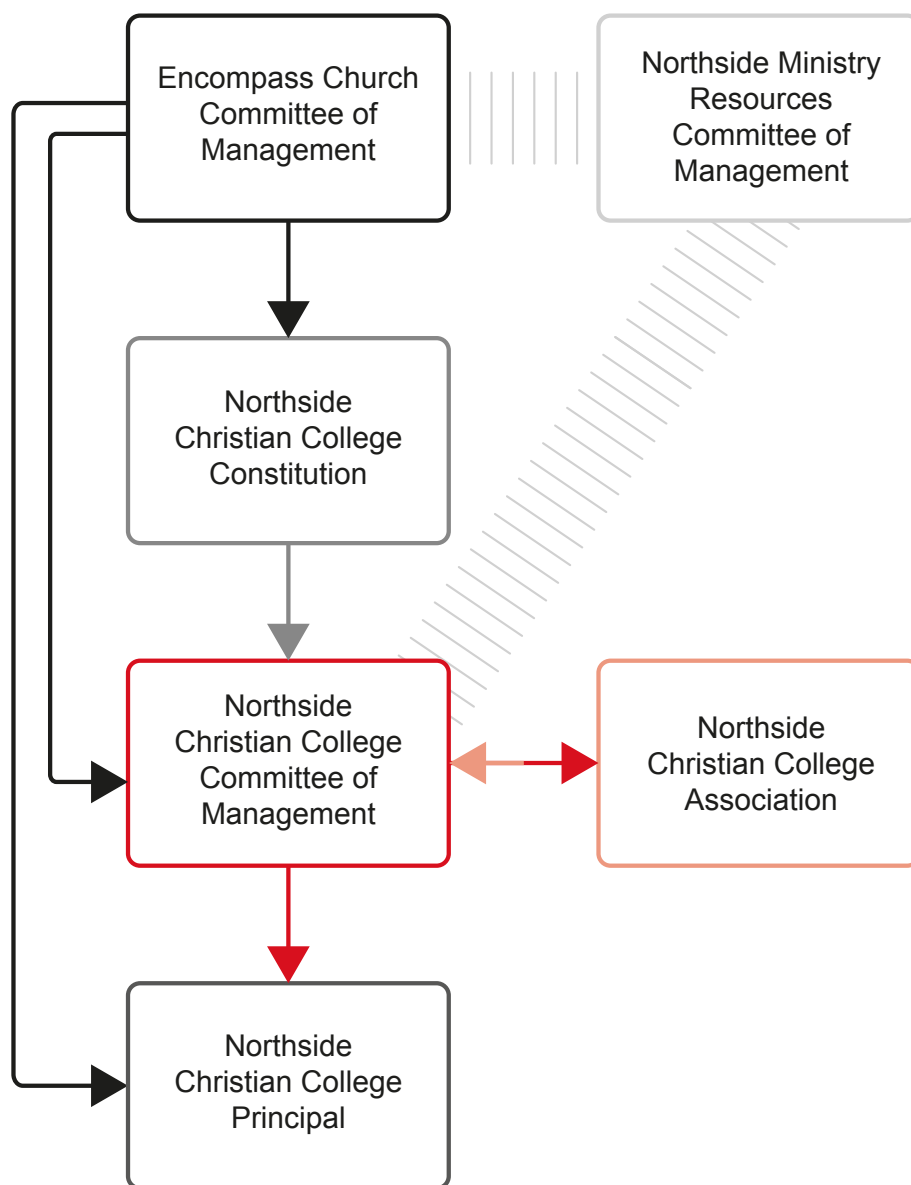 Encompass Church
Committee of
Management
Northside Ministry
Resources
Committee of
Management
Northside
Christian College
Constitution
Northside
Christian College
Committee of
Management
Northside
Christian College
Association
Northside
Christian College
Principal